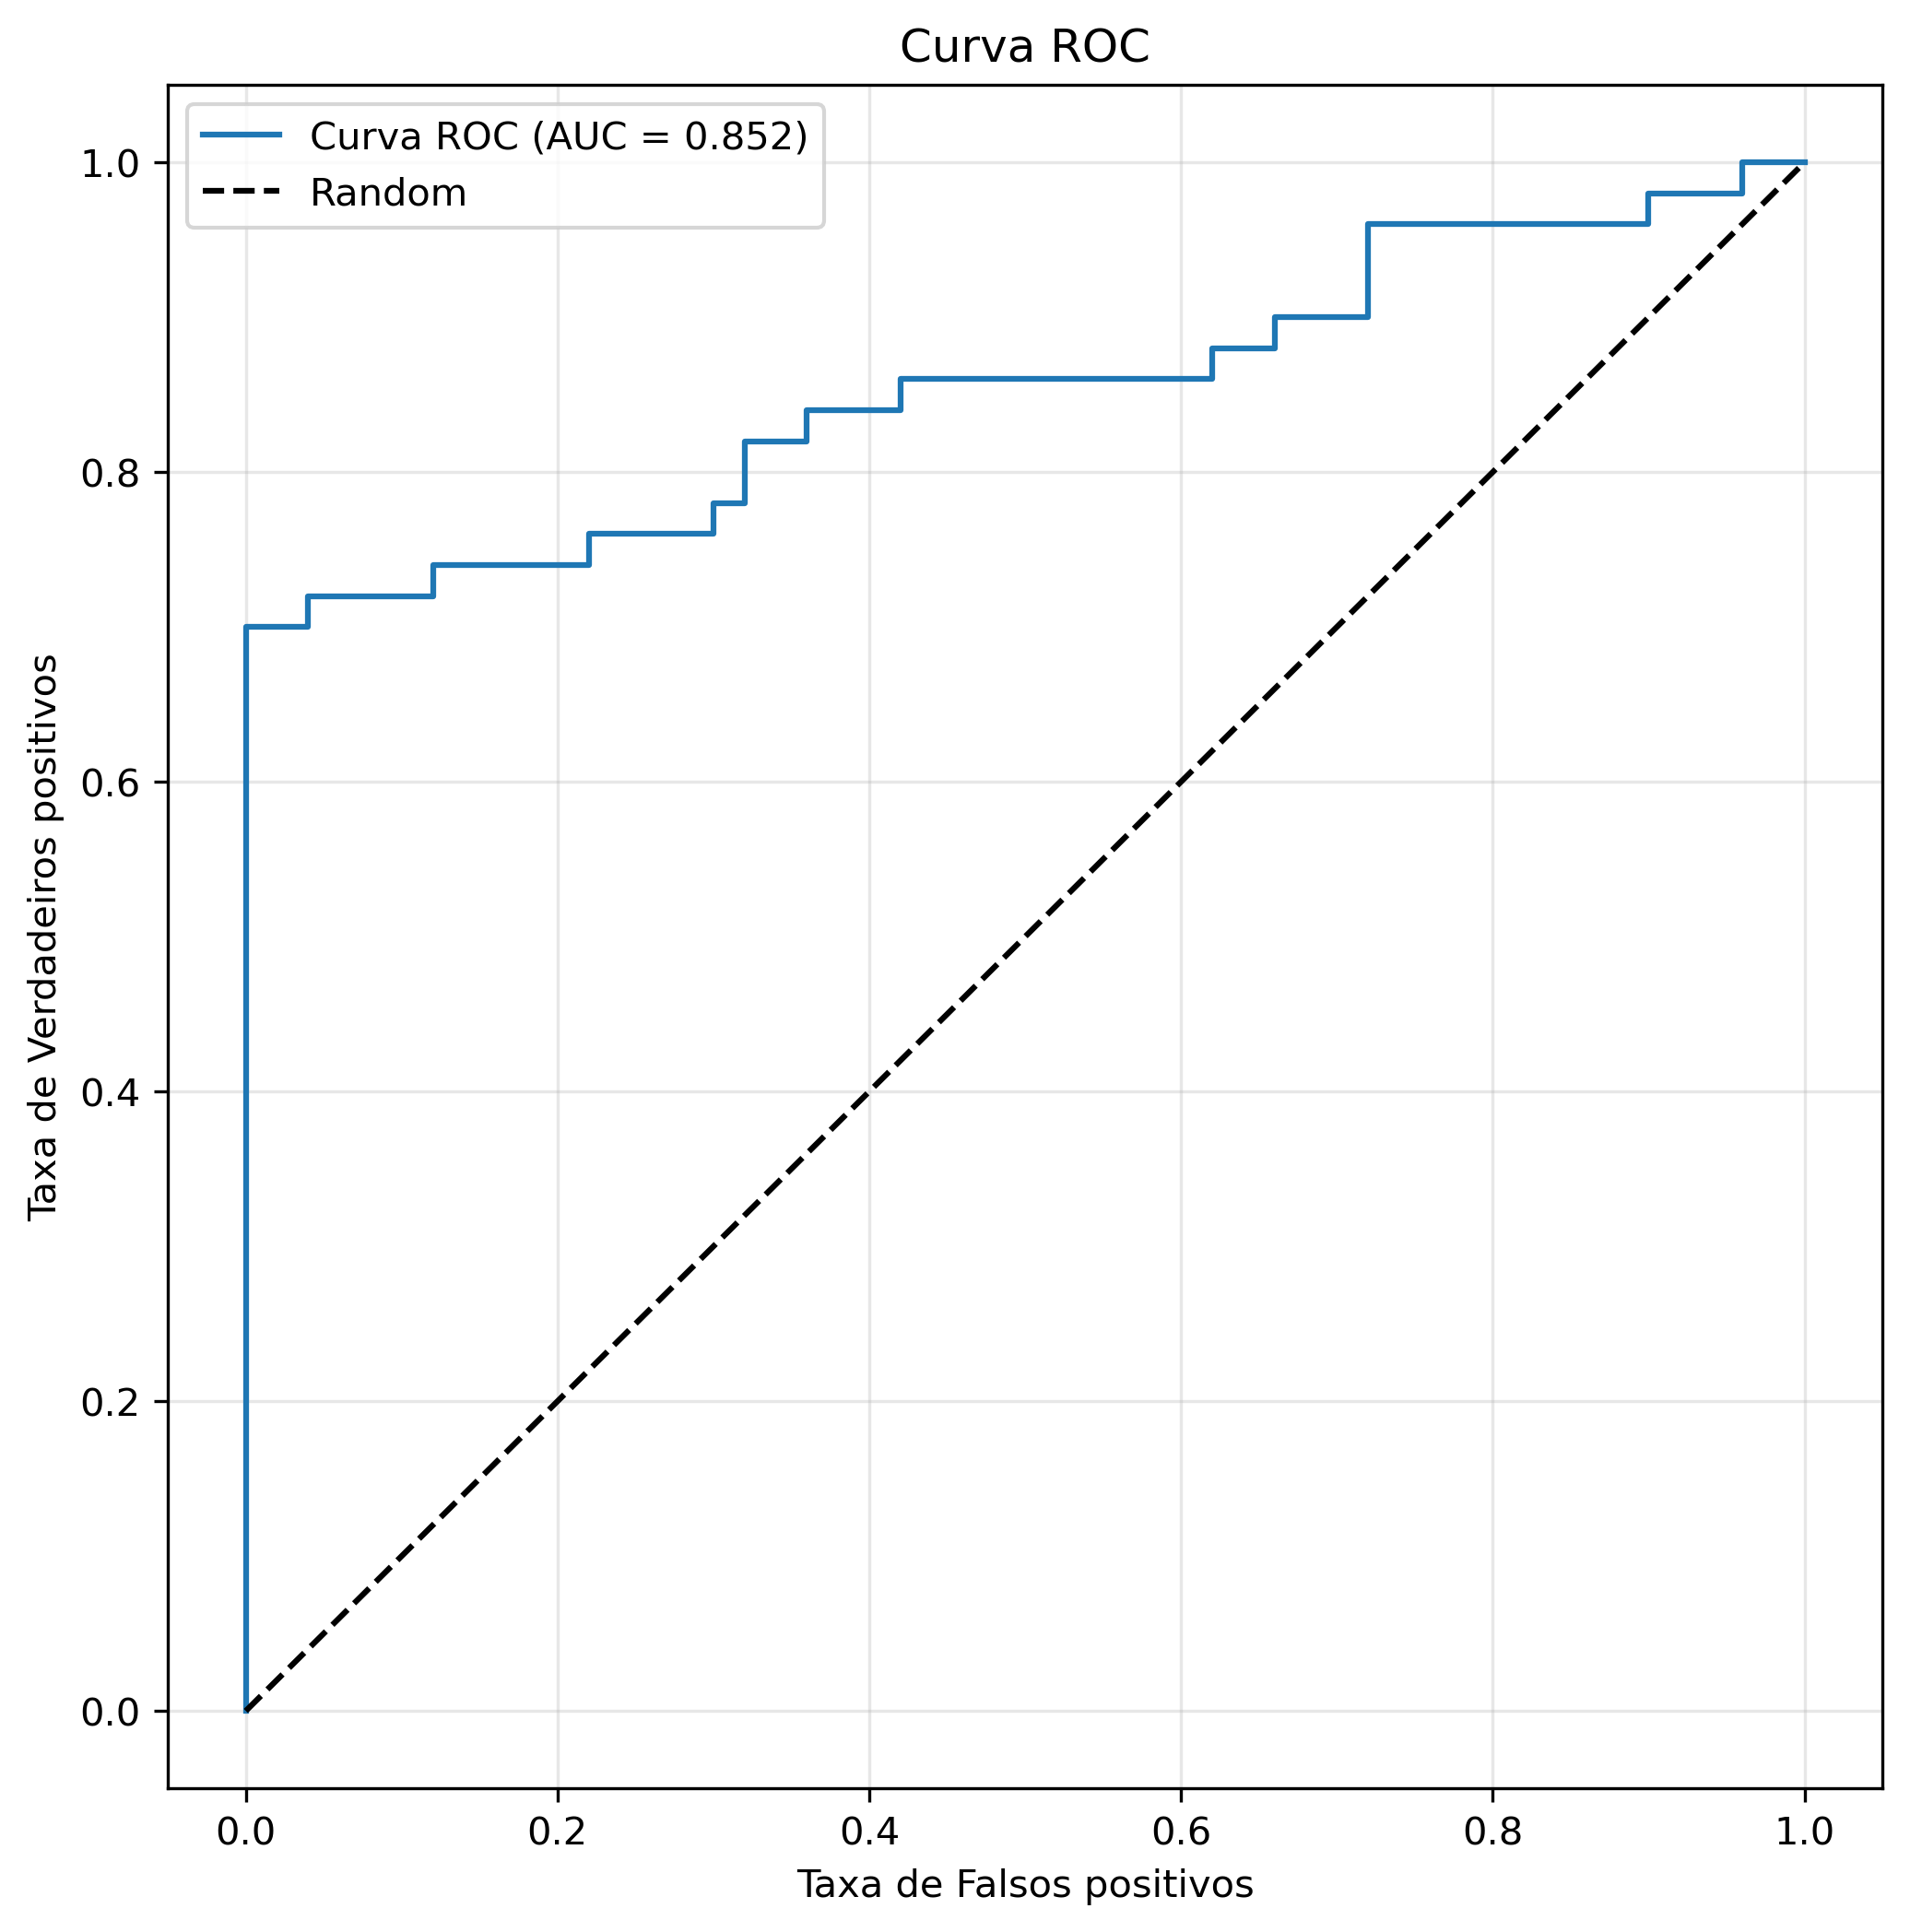 Curva ROC
Curva ROC (AUC = 0.852)
Random
1.0
0.8
0.6
0.4
0.2
0.0
Taxa de Verdadeiros positivos
0.0 0.2 0.4 0.6 0.8 1.0
Taxa de Falsos positivos